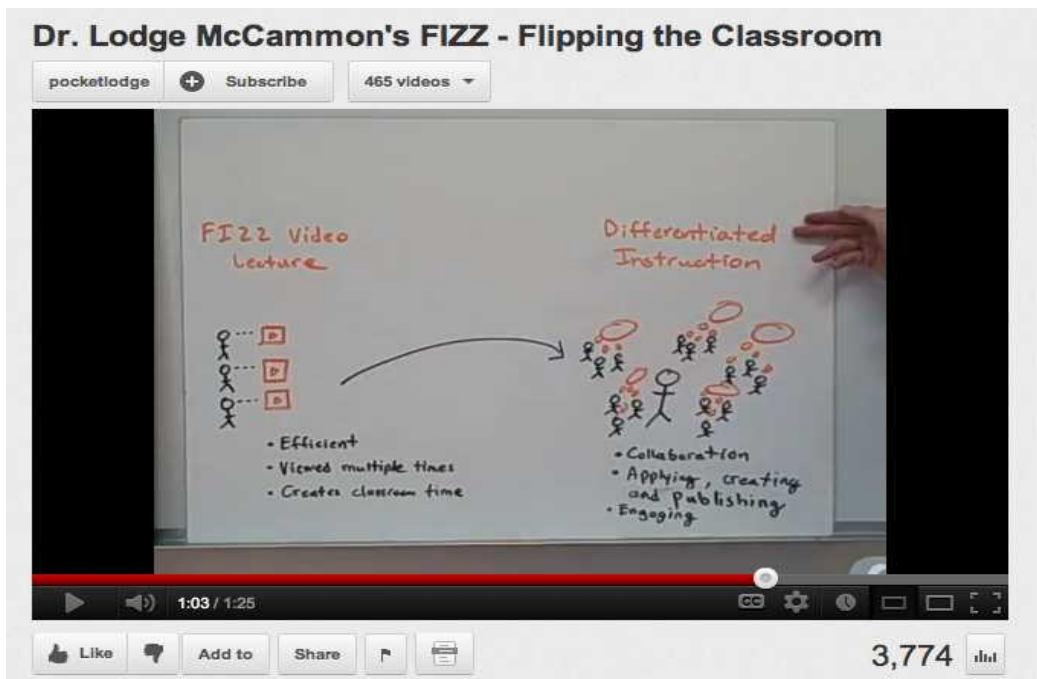 Dr. Lodge McCammon's FIZZ - Flipping the Classroom
pocketlodge
Subscribe
465 videos
FIZZ Video
Lecture
• Efficient
• Viewed multiple times
• Creates classroom time
Differentiated
Instruction
• Collaboration
• Applying, creating
and publishing
• Engaging
1:03 / 1:25
CC
Like
Add to
Share
3,774